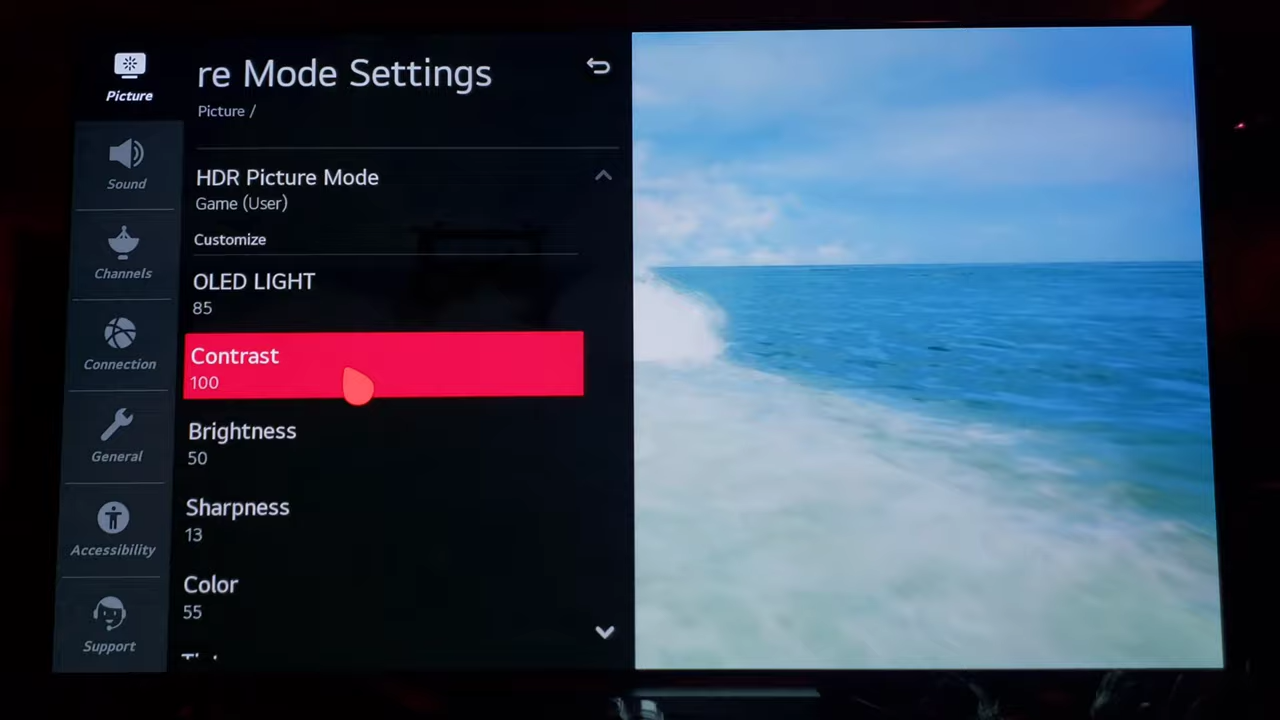 re Mode Settings
Picture /
Picture
Sound
Channels
Connection
General
Accessibility
Support
HDR Picture Mode
Game (User)
Customize
OLED LIGHT
85
Contrast
100
Brightness
50
Sharpness
13
Color
55